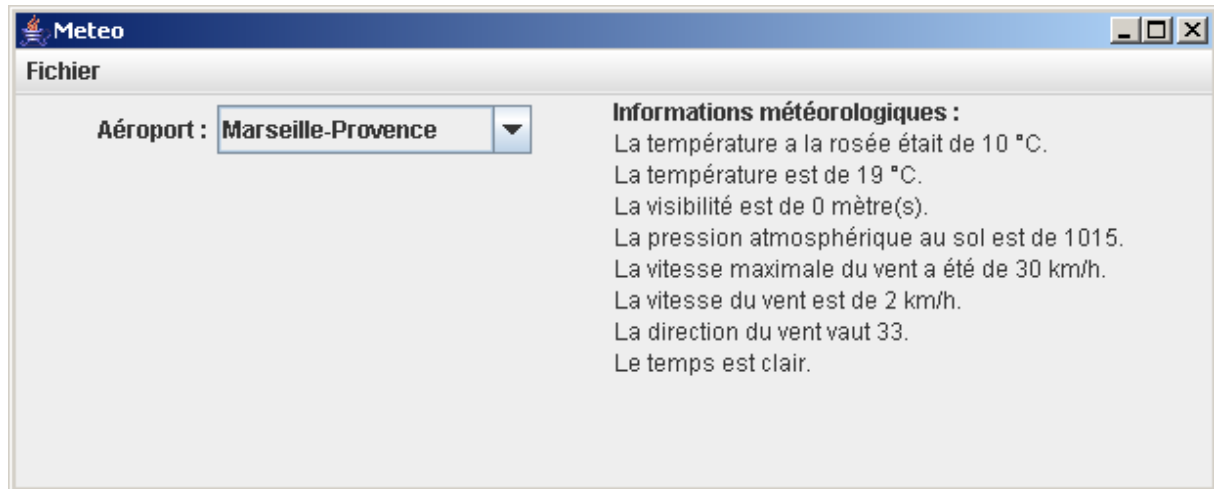 Meteo
Fichier
Aéroport : Marseille-Provence
Informations météorologiques :
La température a la rosée était de 10 °C.
La température est de 19 °C.
La visibilité est de 0 mètre(s).
La pression atmosphérique au sol est de 1015.
La vitesse maximale du vent a été de 30 km/h.
La vitesse du vent est de 2 km/h.
La direction du vent vaut 33.
Le temps est clair.